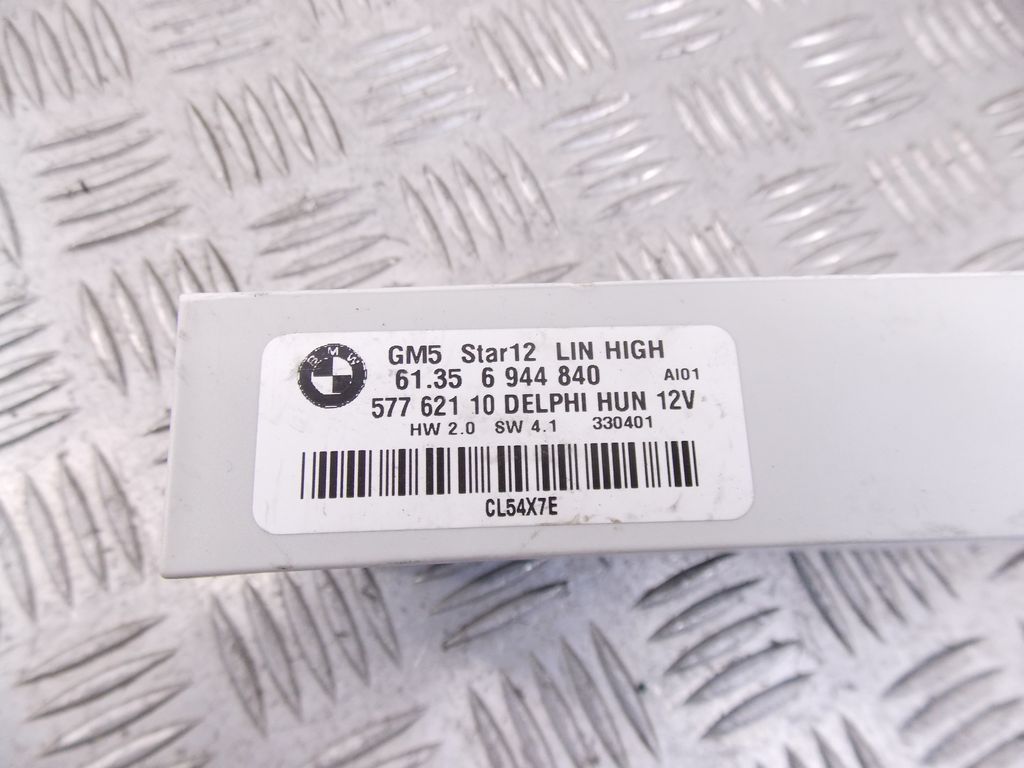 BMW
GM5 Star12 LIN HIGH
61.35 6 944 840 AI01
577 621 10 DELPHI HUN 12V
HW 2.0 SW 4.1 330401
CL54X7E